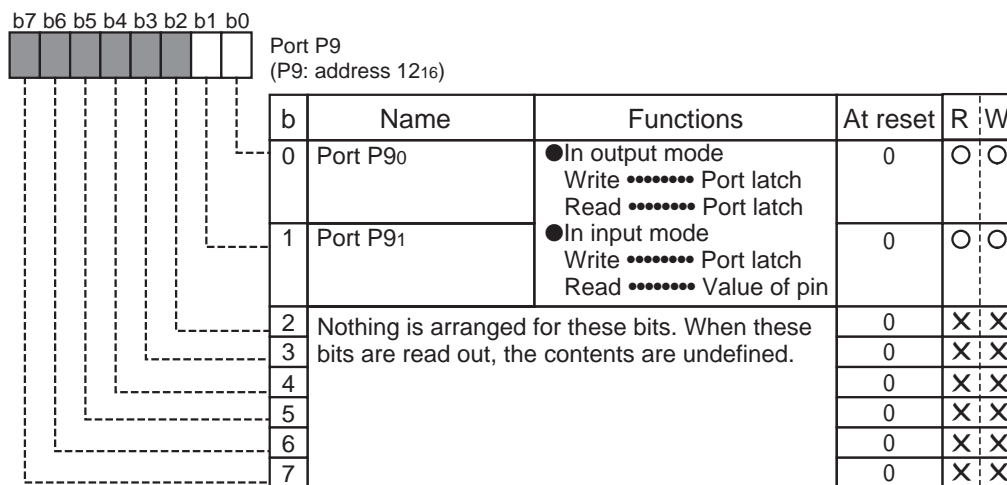 b7 b6 b5 b4 b3 b2 b1 b0
Port P9
(P9: address 1216)
b Name Functions At reset R W
0 Port P90 ●In output mode 0 O O
Write •••••••• Port latch
Read •••••••• Port latch
1 Port P91 ●In input mode 0 O O
Write •••••••• Port latch
Read •••••••• Value of pin
2 Nothing is arranged for these bits. When these 0 X X
3 bits are read out, the contents are undefined. 0 X X
4 0 X X
5 0 X X
6 0 X X
7 0 X X